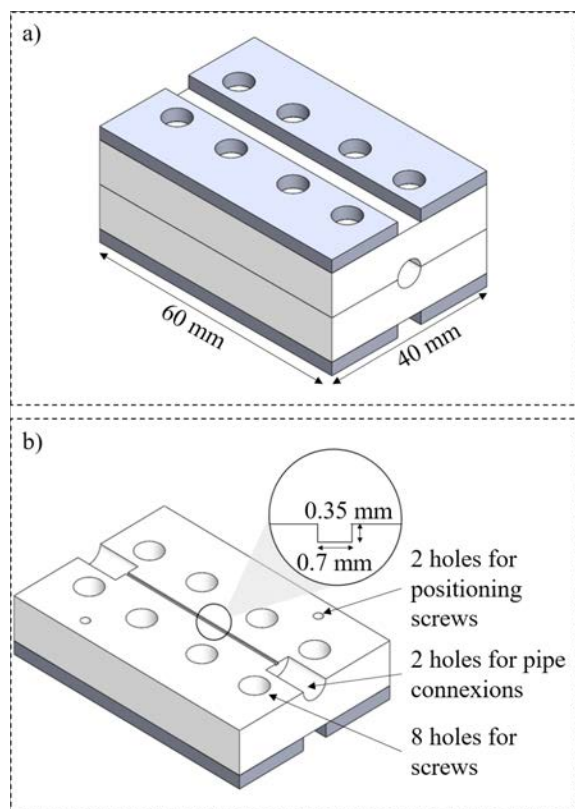 a)
60 mm
40 mm
b)
0.35 mm
0.7 mm
2 holes for
positioning
screws
2 holes for pipe
connexions
8 holes for
screws